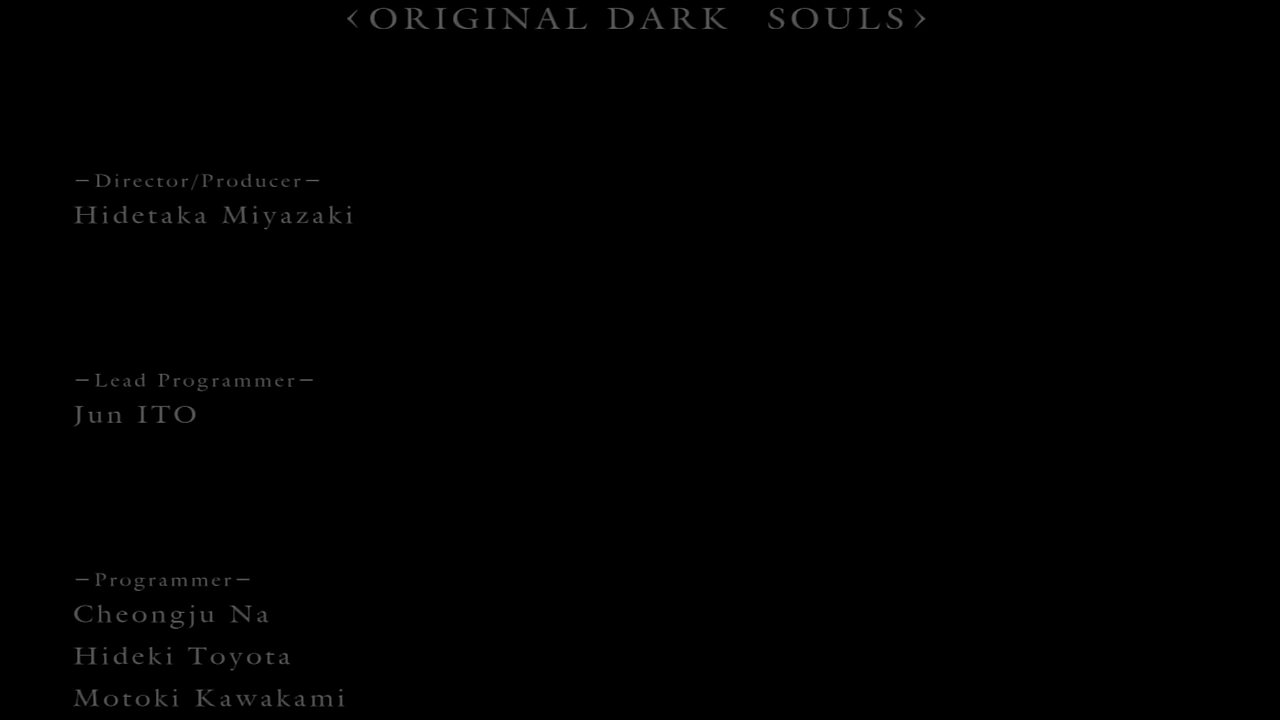 <ORIGINAL DARK SOULS>
-Director/Producer-
Hidetaka Miyazaki
-Lead Programmer-
Jun ITO
-Programmer-
Cheongju Na
Hideki Toyota
Motoki Kawakami